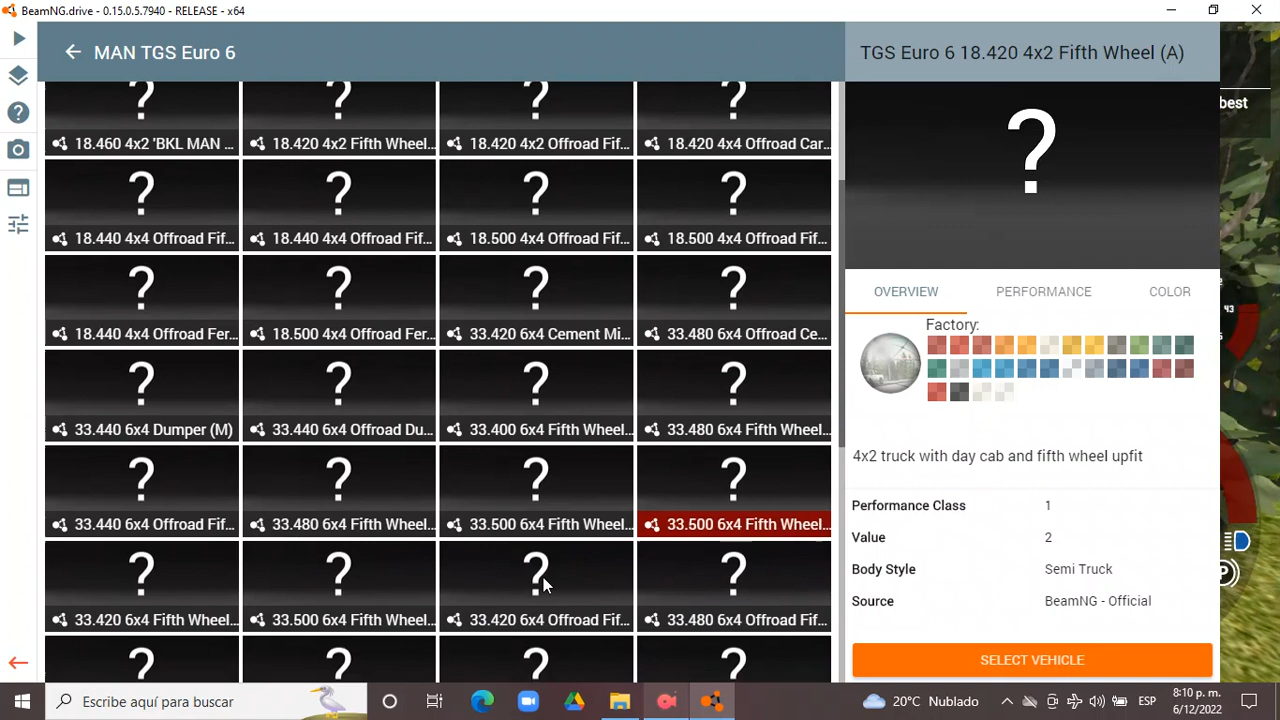 BeamNG.drive - 0.15.0.5.7940 - RELEASE - x64
MAN TGS Euro 6
TGS Euro 6 18.420 4x2 Fifth Wheel (A)
best
18.460 4x2 'BKL MAN ...
18.420 4x2 Fifth Wheel...
18.420 4x2 Offroad Fif...
18.420 4x4 Offroad Car...
18.440 4x4 Offroad Fif...
18.440 4x4 Offroad Fif...
18.500 4x4 Offroad Fif...
18.500 4x4 Offroad Fif...
18.440 4x4 Offroad Fer...
18.500 4x4 Offroad Fer...
33.420 6x4 Cement Mi...
33.480 6x4 Offroad Ce...
33.440 6x4 Dumper (M)
33.440 6x4 Offroad Du...
33.400 6x4 Fifth Wheel...
33.480 6x4 Fifth Wheel...
33.440 6x4 Offroad Fif...
33.480 6x4 Fifth Wheel...
33.500 6x4 Fifth Wheel...
33.500 6x4 Fifth Wheel...
33.420 6x4 Fifth Wheel...
33.500 6x4 Fifth Wheel...
33.420 6x4 Offroad Fif...
33.480 6x4 Offroad Fif...
OVERVIEW PERFORMANCE COLOR
Factory:
4x2 truck with day cab and fifth wheel upfit
Performance Class 1
Value 2
Body Style Semi Truck
Source BeamNG - Official
SELECT VEHICLE
43
Escribe aquí para buscar
20°C Nublado
ESP
8:10 p. m.
6/12/2022